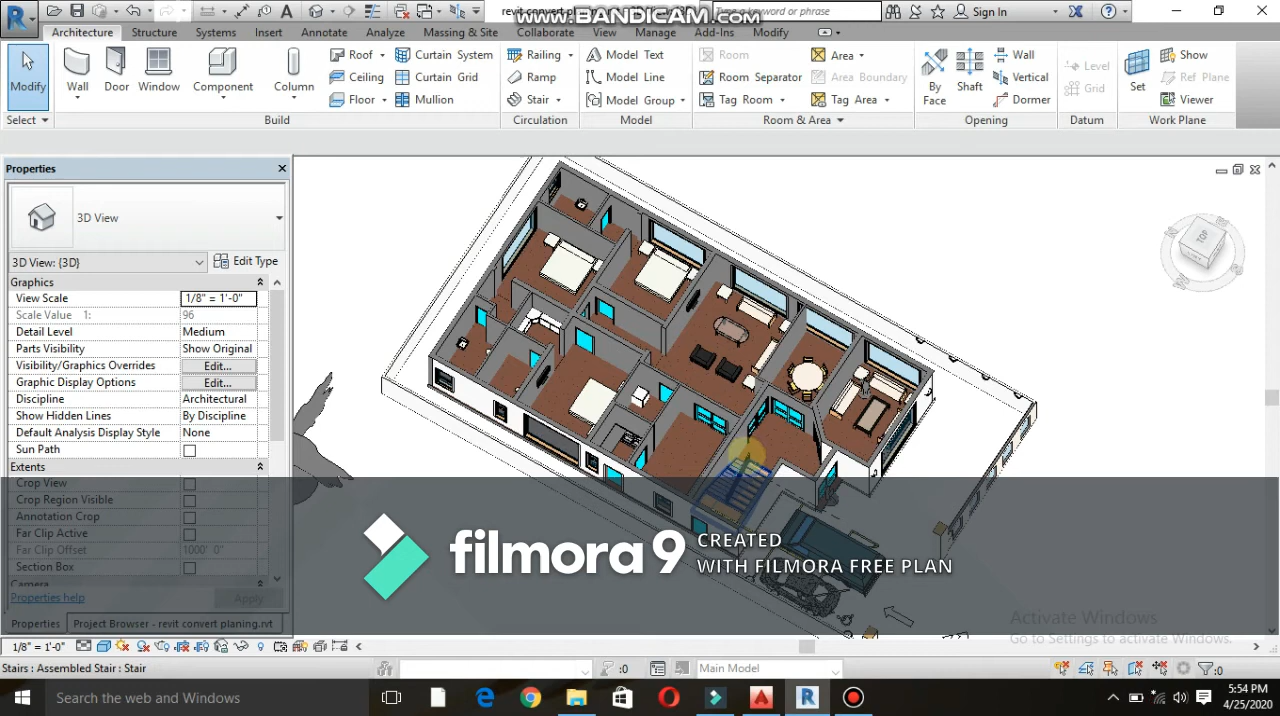 revit convert p
WWW.BANDICAM.COM
keyword or phrase
Sign In
Architecture Structure Systems Insert Annotate Analyze Massing & Site Collaborate View Manage Add-Ins Modify
Modify
Wall Door Window Component Column
Roof Curtain System
Ceiling Curtain Grid
Floor Mullion
Railing
Ramp
Stair
Model Text
Model Line
Model Group
Room
Room Separator
Tag Room
Area
Area Boundary
Tag Area
By Face
Shaft
Wall
Vertical
Dormer
Level
Grid
Set
Show
Ref Plane
Viewer
Select Build Circulation Model Room & Area Opening Datum Work Plane
Properties
3D View
3D View: {3D} Edit Type
Graphics
View Scale 1/8" = 1'-0"
Scale Value 1: 96
Detail Level Medium
Parts Visibility Show Original
Visibility/Graphics Overrides Edit...
Graphic Display Options Edit...
Discipline Architectural
Show Hidden Lines By Discipline
Default Analysis Display Style None
Sun Path
Extents
Crop View
Crop Region Visible
Annotation Crop
Far Clip Active
Far Clip Offset 1000' 0"
Section Box
Camera
Properties help Apply
Properties Project Browser - revit convert planing.rvt
filmora 9
CREATED
WITH FILMORA FREE PLAN
Activate Windows
Go to Settings to activate Windows.
1/8" = 1'-0"
Stairs : Assembled Stair : Stair
:0
Main Model
:0
Search the web and Windows
5:54 PM
4/25/2020